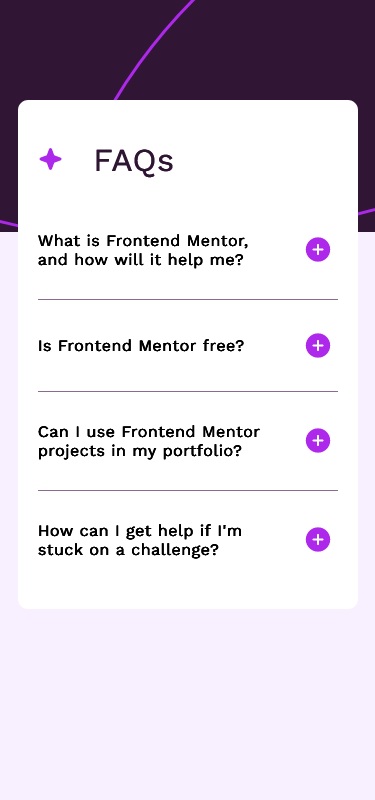 FAQs
What is Frontend Mentor,
and how will it help me?
Is Frontend Mentor free?
Can I use Frontend Mentor
projects in my portfolio?
How can I get help if I'm
stuck on a challenge?